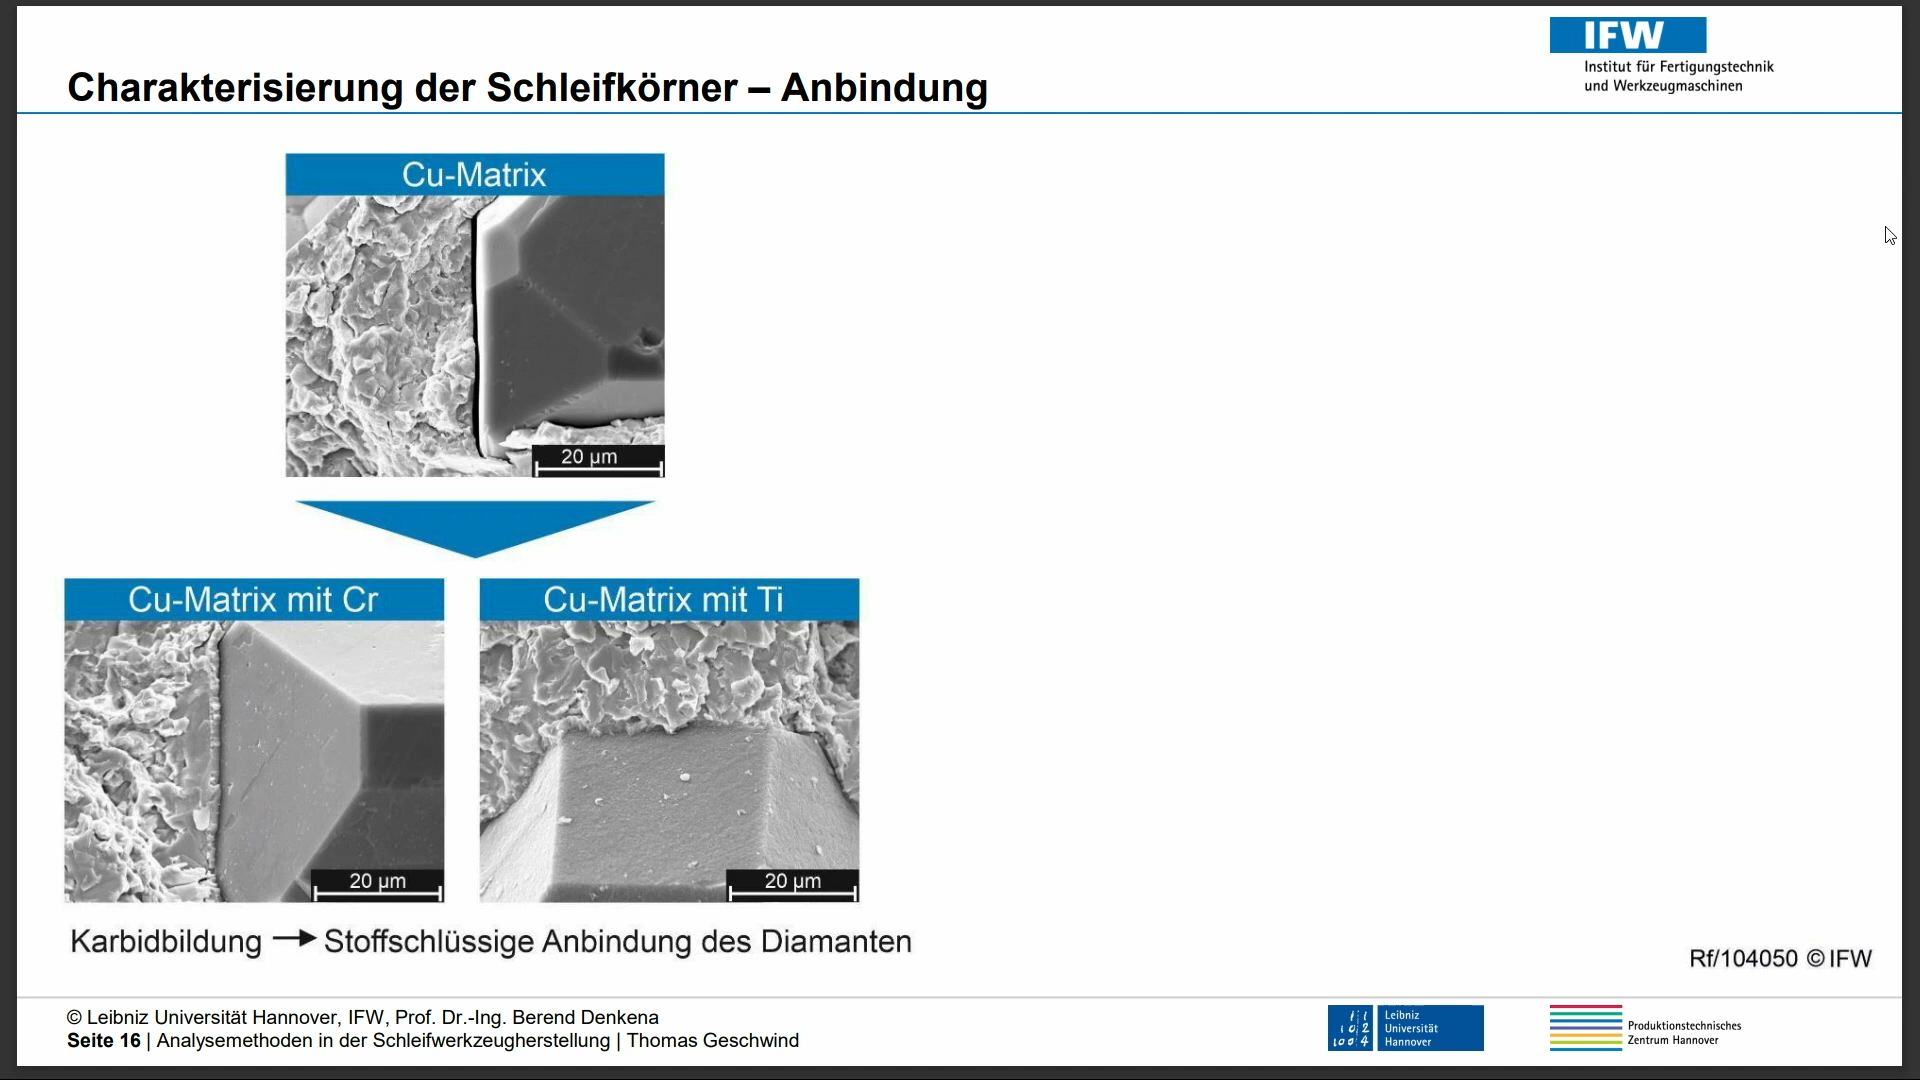 IFW
Institut für Fertigungstechnik
und Werkzeugmaschinen
Charakterisierung der Schleifkörner – Anbindung
Cu-Matrix
20 µm
Cu-Matrix mit Cr
20 µm
Cu-Matrix mit Ti
20 µm
Karbidbildung → Stoffschlüssige Anbindung des Diamanten
Rf/104050 © IFW
© Leibniz Universität Hannover, IFW, Prof. Dr.-Ing. Berend Denkena
Seite 16 | Analysemethoden in der Schleifwerkzeugherstellung | Thomas Geschwind
Leibniz
Universität
Hannover
Produktionstechnisches
Zentrum Hannover